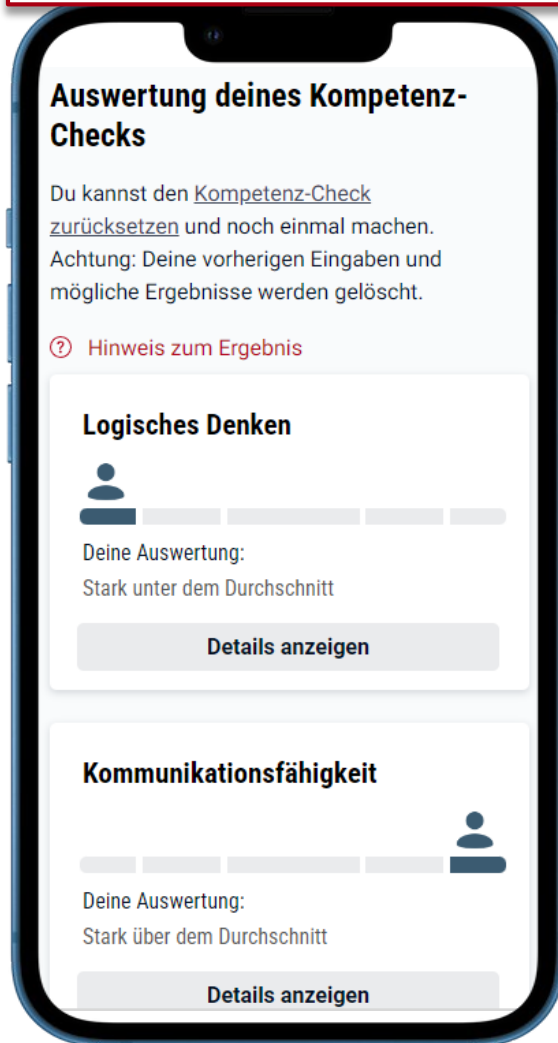 Auswertung deines Kompetenz-
Checks
Du kannst den Kompetenz-Check
zurücksetzen und noch einmal machen.
Achtung: Deine vorherigen Eingaben und
mögliche Ergebnisse werden gelöscht.
? Hinweis zum Ergebnis
Logisches Denken
Deine Auswertung:
Stark unter dem Durchschnitt
Details anzeigen
Kommunikationsfähigkeit
Deine Auswertung:
Stark über dem Durchschnitt
Details anzeigen